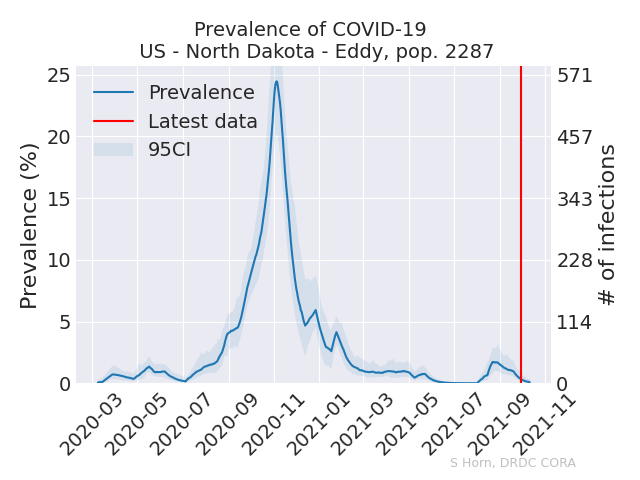 Prevalence of COVID-19
US - North Dakota - Eddy, pop. 2287
Prevalence
Latest data
95CI
Prevalence (%)
25
20
15
10
5
0
571
457
343
228
114
0
# of infections
2020-03
2020-05
2020-07
2020-09
2020-11
2021-01
2021-03
2021-05
2021-07
2021-09
2021-11
S Horn, DRDC CORA